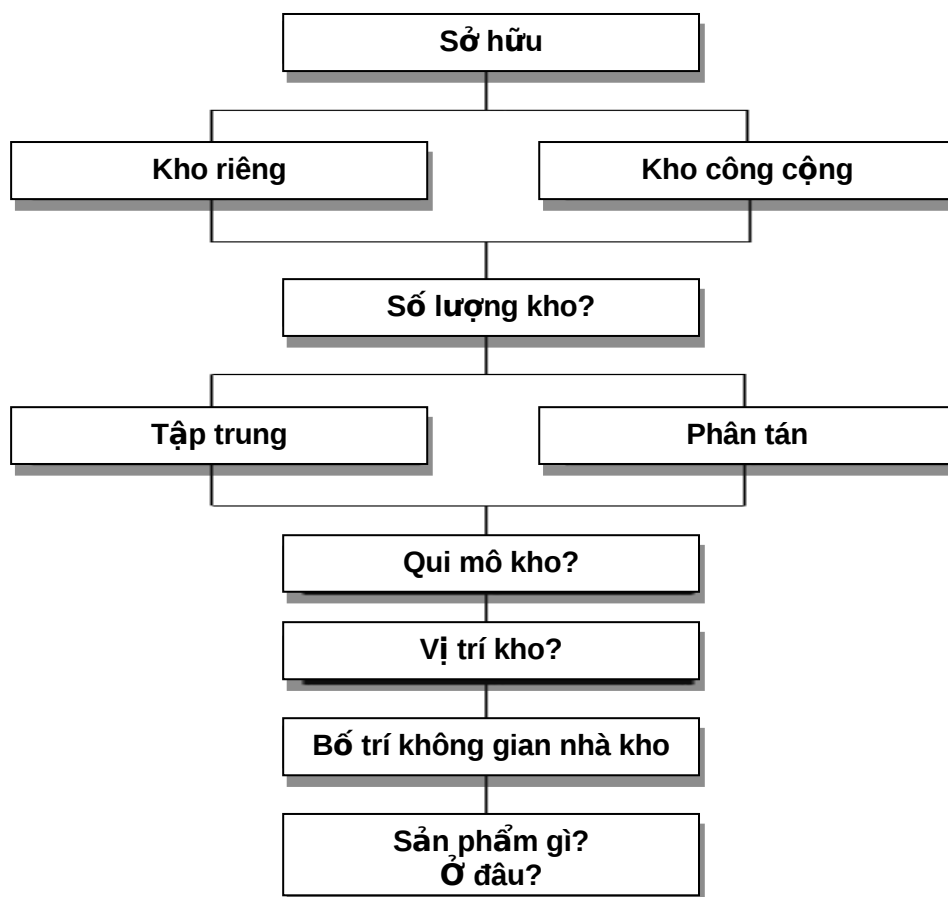 Sở hữu
Kho riêng
Kho công cộng
Số lượng kho?
Tập trung
Phân tán
Qui mô kho?
Vị trí kho?
Bố trí không gian nhà kho
Sản phẩm gì?
Ở đâu?